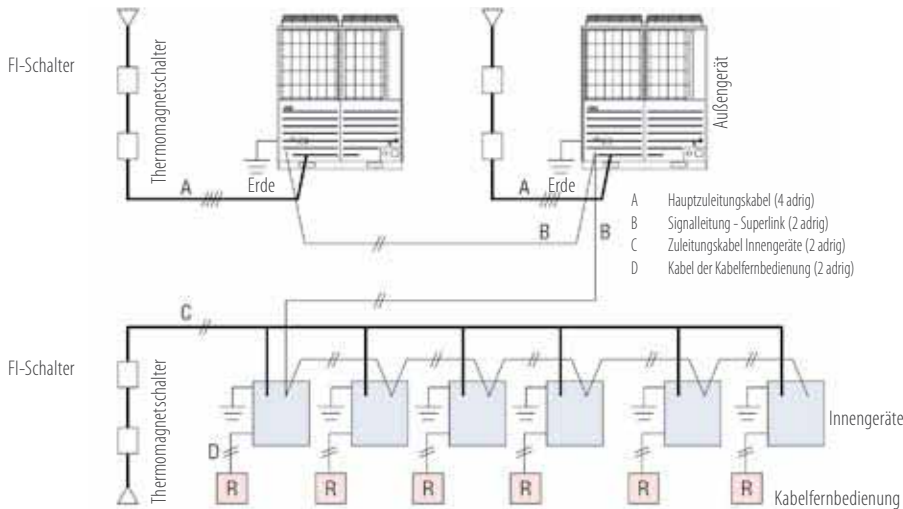 FI-Schalter
Thermomagnetschalter
Außengerät
Erde
Erde
A
A
A Hauptzuleitungskabel (4 adrig)
B Signalleitung - Superlink (2 adrig)
C Zuleitungskabel Innengeräte (2 adrig)
D Kabel der Kabelfernbedienung (2 adrig)
B
B
C
FI-Schalter
Thermomagnetschalter
Innengeräte
D
R
R
R
R
R
R
Kabelfernbedienung